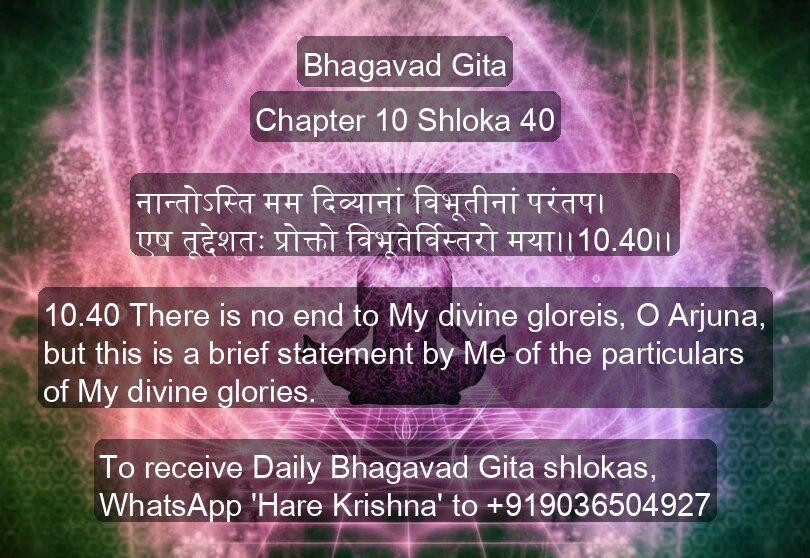 Bhagavad Gita
Chapter 10 Shloka 40
नान्तोऽस्ति मम दिव्यानां विभूतीनां परंतप।
एष तूद्देशतः प्रोक्तो विभूतेर्विस्तरो मया।।10.40।।
10.40 There is no end to My divine gloreis, O Arjuna,
but this is a brief statement by Me of the particulars
of My divine glories.
To receive Daily Bhagavad Gita shlokas,
WhatsApp 'Hare Krishna' to +919036504927